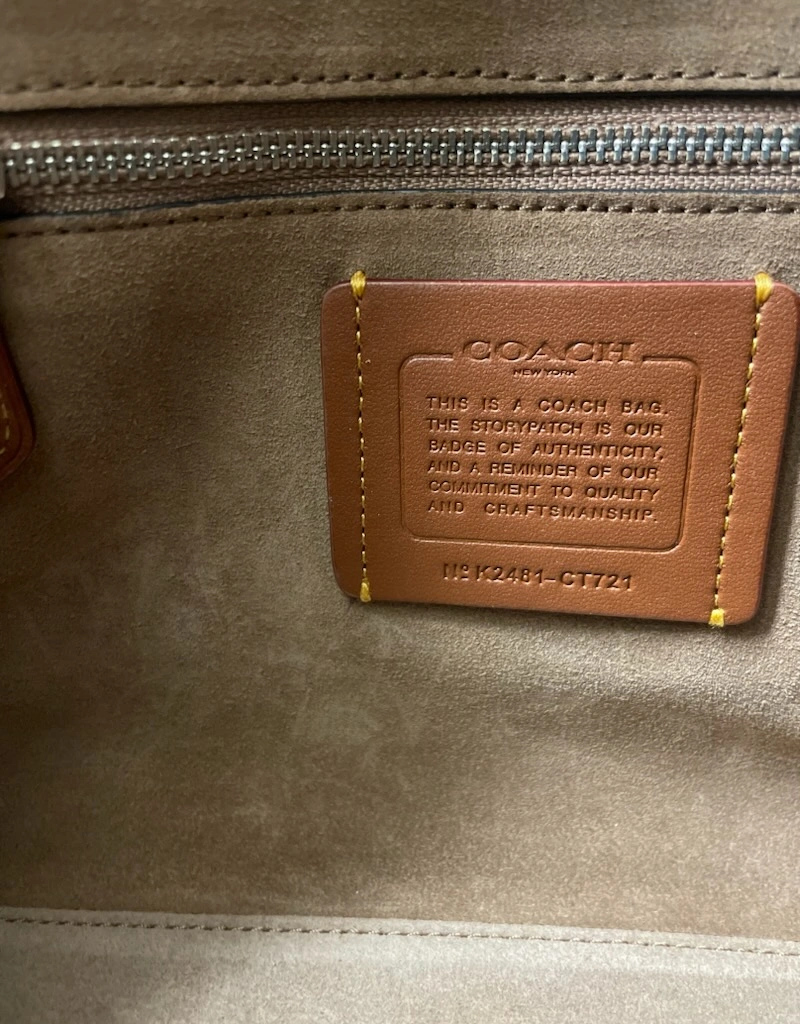 COACH
NEW YORK
THIS IS A COACH BAG.
THE STORYPATCH IS OUR
BADGE OF AUTHENTICITY,
AND A REMINDER OF OUR
COMMITMENT TO QUALITY
AND CRAFTSMANSHIP.
Nº K2481-CT721